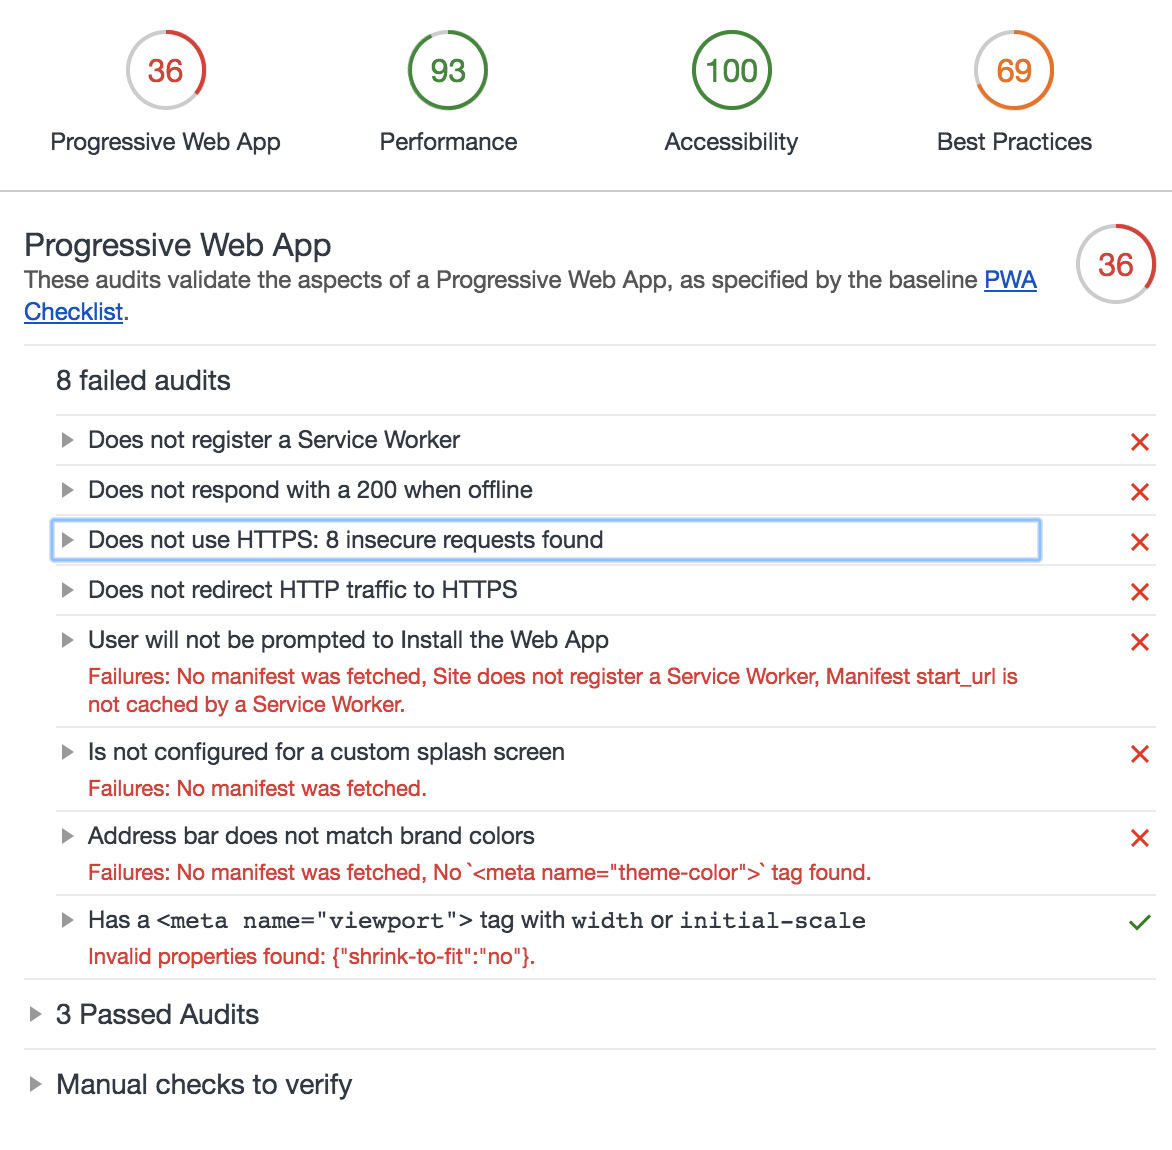 36
93
100
69
Progressive Web App
Performance
Accessibility
Best Practices
Progressive Web App
These audits validate the aspects of a Progressive Web App, as specified by the baseline PWA
Checklist.
36
8 failed audits
Does not register a Service Worker
Does not respond with a 200 when offline
Does not use HTTPS: 8 insecure requests found
Does not redirect HTTP traffic to HTTPS
User will not be prompted to Install the Web App
Failures: No manifest was fetched, Site does not register a Service Worker, Manifest start_url is
not cached by a Service Worker.
Is not configured for a custom splash screen
Failures: No manifest was fetched.
Address bar does not match brand colors
Failures: No manifest was fetched, No `<meta name="theme-color">` tag found.
Has a <meta name="viewport"> tag with width or initial-scale
Invalid properties found: {"shrink-to-fit":"no"}.
3 Passed Audits
Manual checks to verify